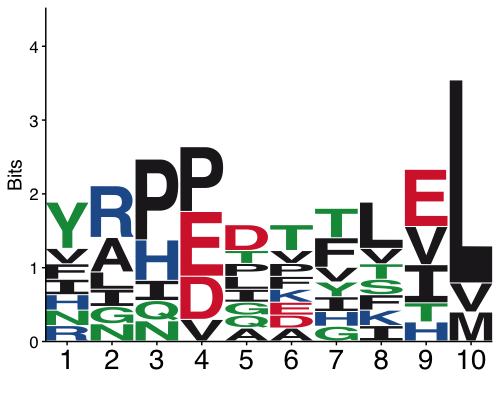 Bits
4
3
2
1
0
Y V F I H N R
R A L I G N
P H I Q N
P E D V
D T P L I G Q A
T V P K E D A
T F V Y I H G
L V T S F K I
E V I T H
L V M
1 2 3 4 5 6 7 8 9 10